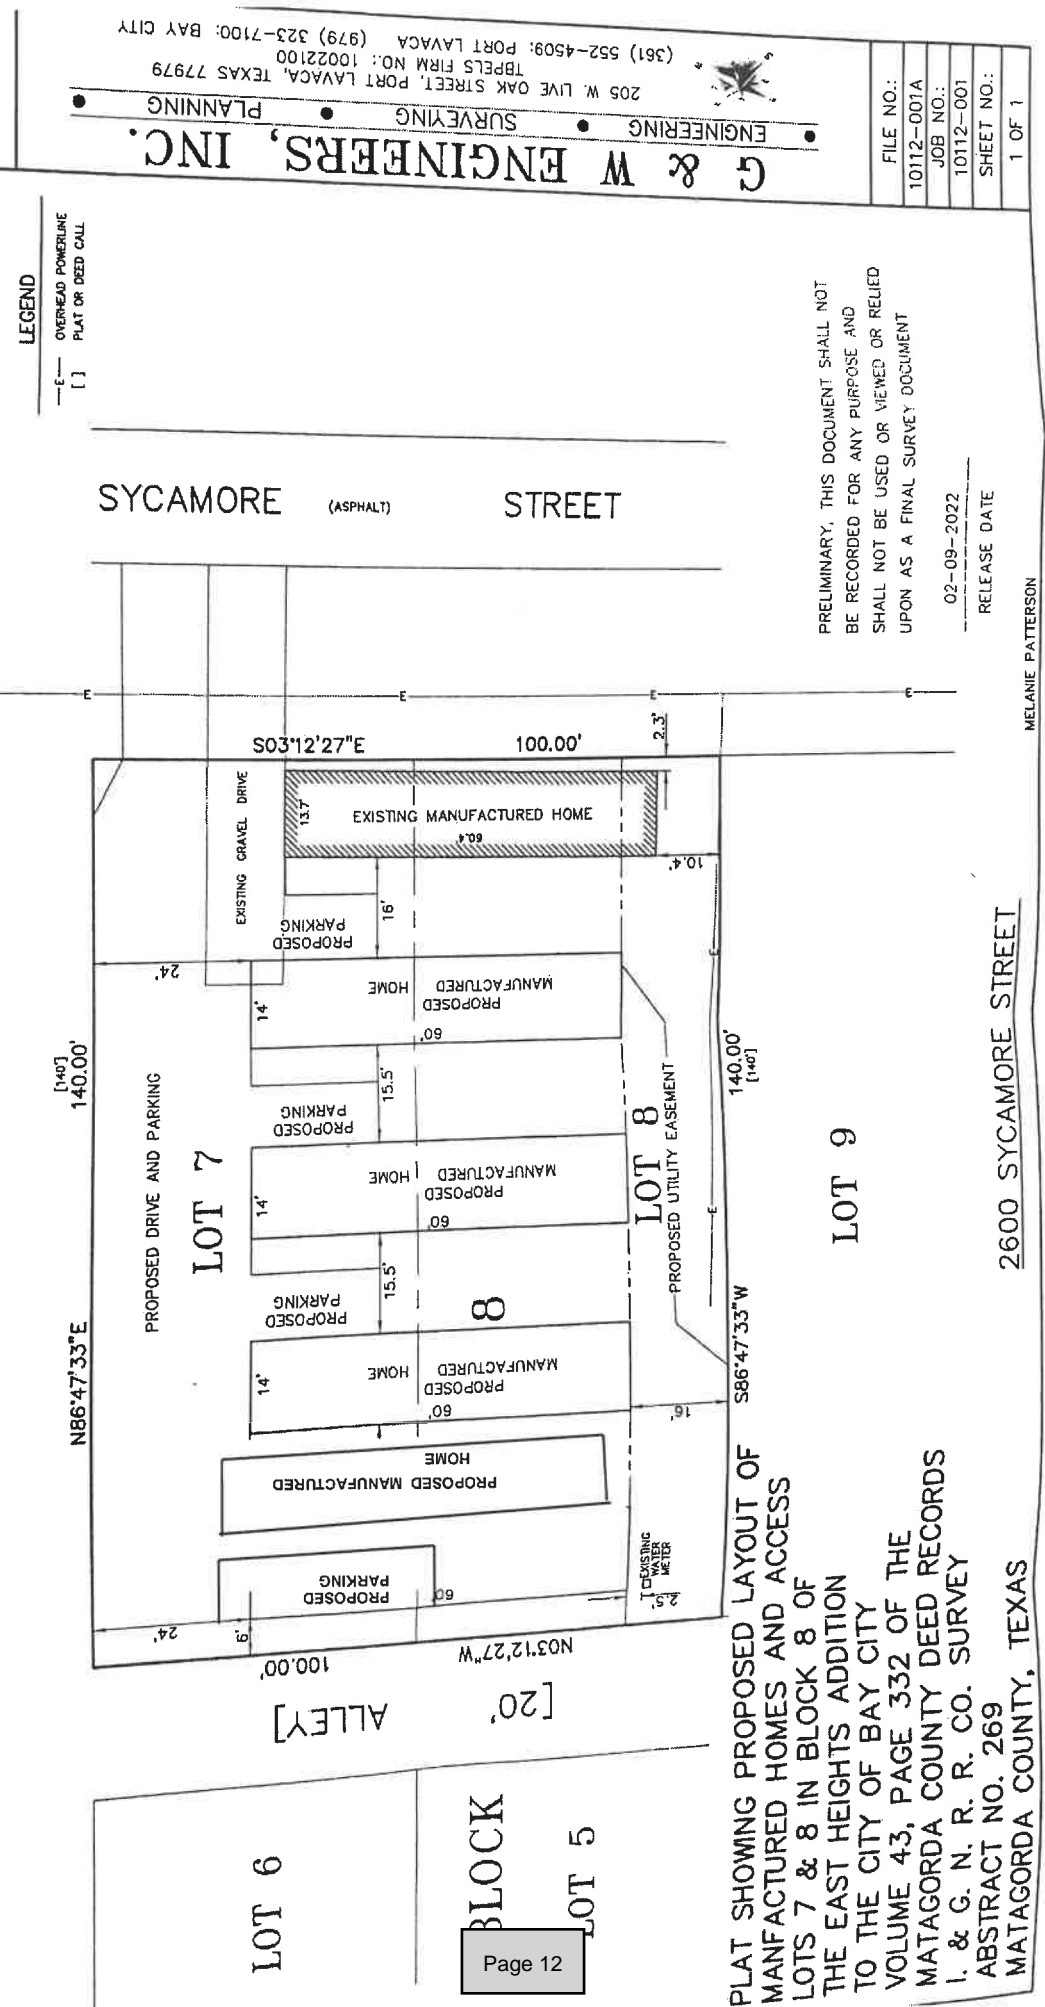 G & W ENGINEERS, INC.
● ENGINEERING ● SURVEYING ● PLANNING ●
205 W. LIVE OAK STREET, PORT LAVACA, TEXAS 77979
TBPELS FIRM NO.: 10022100
(361) 552-4509: PORT LAVACA (979) 323-7100: BAY CITY
FILE NO.:
10112-001A
JOB NO.:
10112-001
SHEET NO.:
1 OF 1
LEGEND
—E— OVERHEAD POWERLINE
[ ] PLAT OR DEED CALL
SYCAMORE (ASPHALT) STREET
PRELIMINARY, THIS DOCUMENT SHALL NOT
BE RECORDED FOR ANY PURPOSE AND
SHALL NOT BE USED OR VIEWED OR RELIED
UPON AS A FINAL SURVEY DOCUMENT
02-09-2022
RELEASE DATE
MELANIE PATTERSON
E
E
E
E
S03°12'27"E 100.00'
2.3'
EXISTING GRAVEL DRIVE
13.7'
EXISTING MANUFACTURED HOME
60.4'
10.4'
PROPOSED
PARKING
16'
24'
14'
PROPOSED
MANUFACTURED HOME
60'
E
[140']
140.00'
PROPOSED DRIVE AND PARKING
PROPOSED
PARKING
15.5'
LOT 7
14'
PROPOSED
MANUFACTURED HOME
60'
LOT 8
PROPOSED UTILITY EASEMENT
140.00'
[140']
E
LOT 9
2600 SYCAMORE STREET
PROPOSED
PARKING
15.5'
8
N86°47'33"E
14'
PROPOSED
MANUFACTURED HOME
60'
S86°47'33"W
16'
PROPOSED MANUFACTURED
HOME
PROPOSED
PARKING
60
EXISTING
WATER
METER
2.5'
24'
9'
100.00'
N03°12'27"W
[20' ALLEY]
LOT 6
BLOCK
LOT 5
PLAT SHOWING PROPOSED LAYOUT OF
MANFACTURED HOMES AND ACCESS
LOTS 7 & 8 IN BLOCK 8 OF
THE EAST HEIGHTS ADDITION
TO THE CITY OF BAY CITY
VOLUME 43, PAGE 332 OF THE
MATAGORDA COUNTY DEED RECORDS
I. & G. N. R. R. CO. SURVEY
ABSTRACT NO. 269
MATAGORDA COUNTY, TEXAS
Page 12